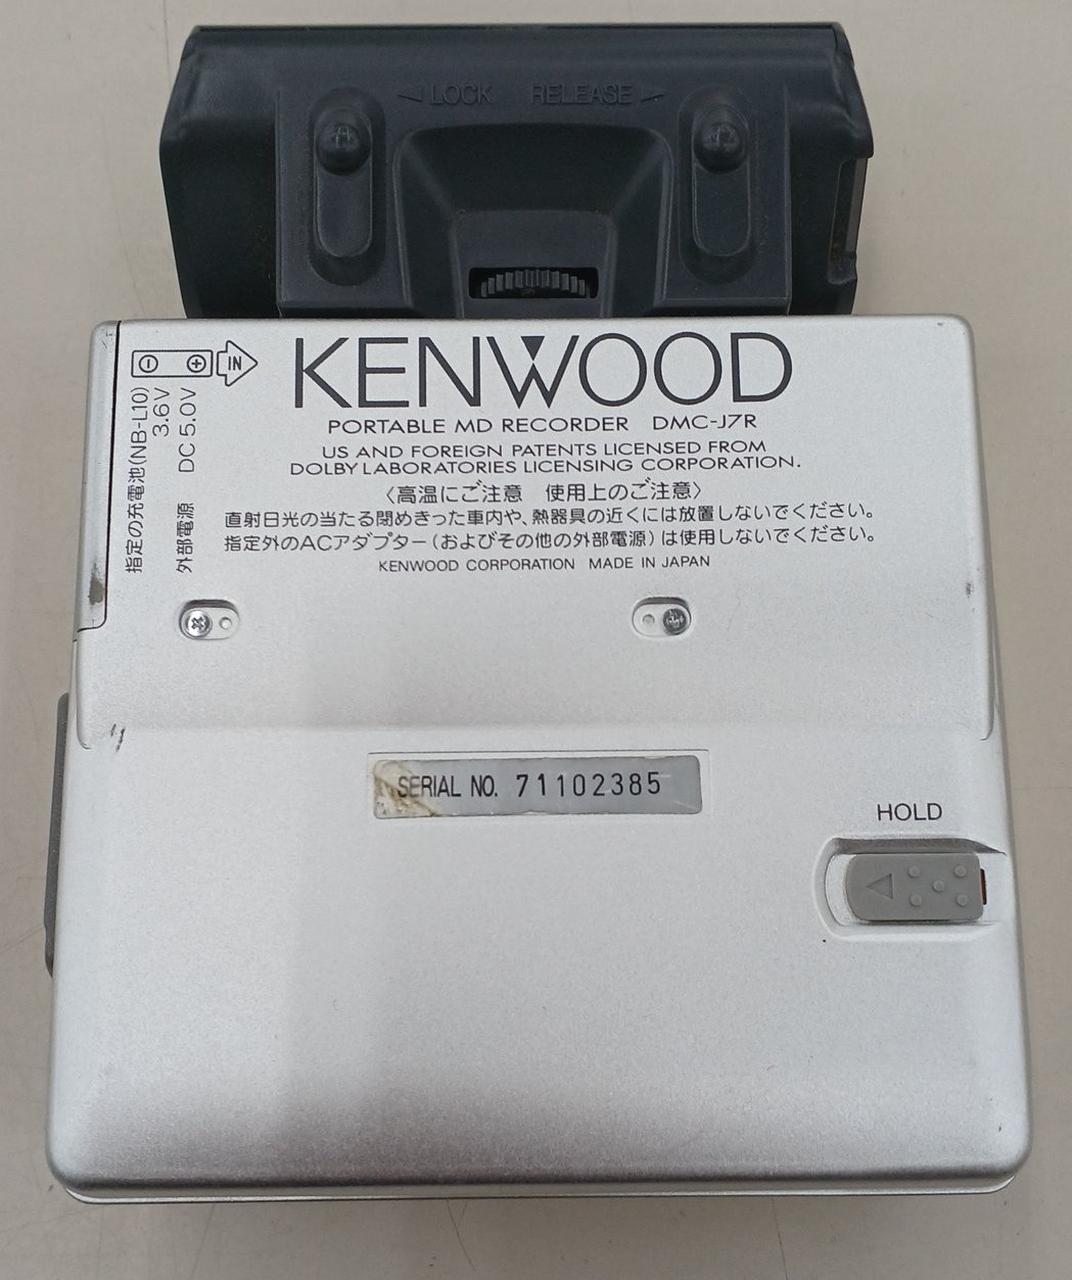 LOCK RELEASE
IN
指定の充電池(NB-L10)
3.6V
外部電源 DC 5.0V
KENWOOD
PORTABLE MD RECORDER DMC-J7R
US AND FOREIGN PATENTS LICENSED FROM
DOLBY LABORATORIES LICENSING CORPORATION.
〈高温にご注意 使用上のご注意〉
直射日光の当たる閉めきった車内や、熱器具の近くには放置しないでください。
指定外のACアダプター(およびその他の外部電源)は使用しないでください。
KENWOOD CORPORATION MADE IN JAPAN
SERIAL NO. 71102385
HOLD